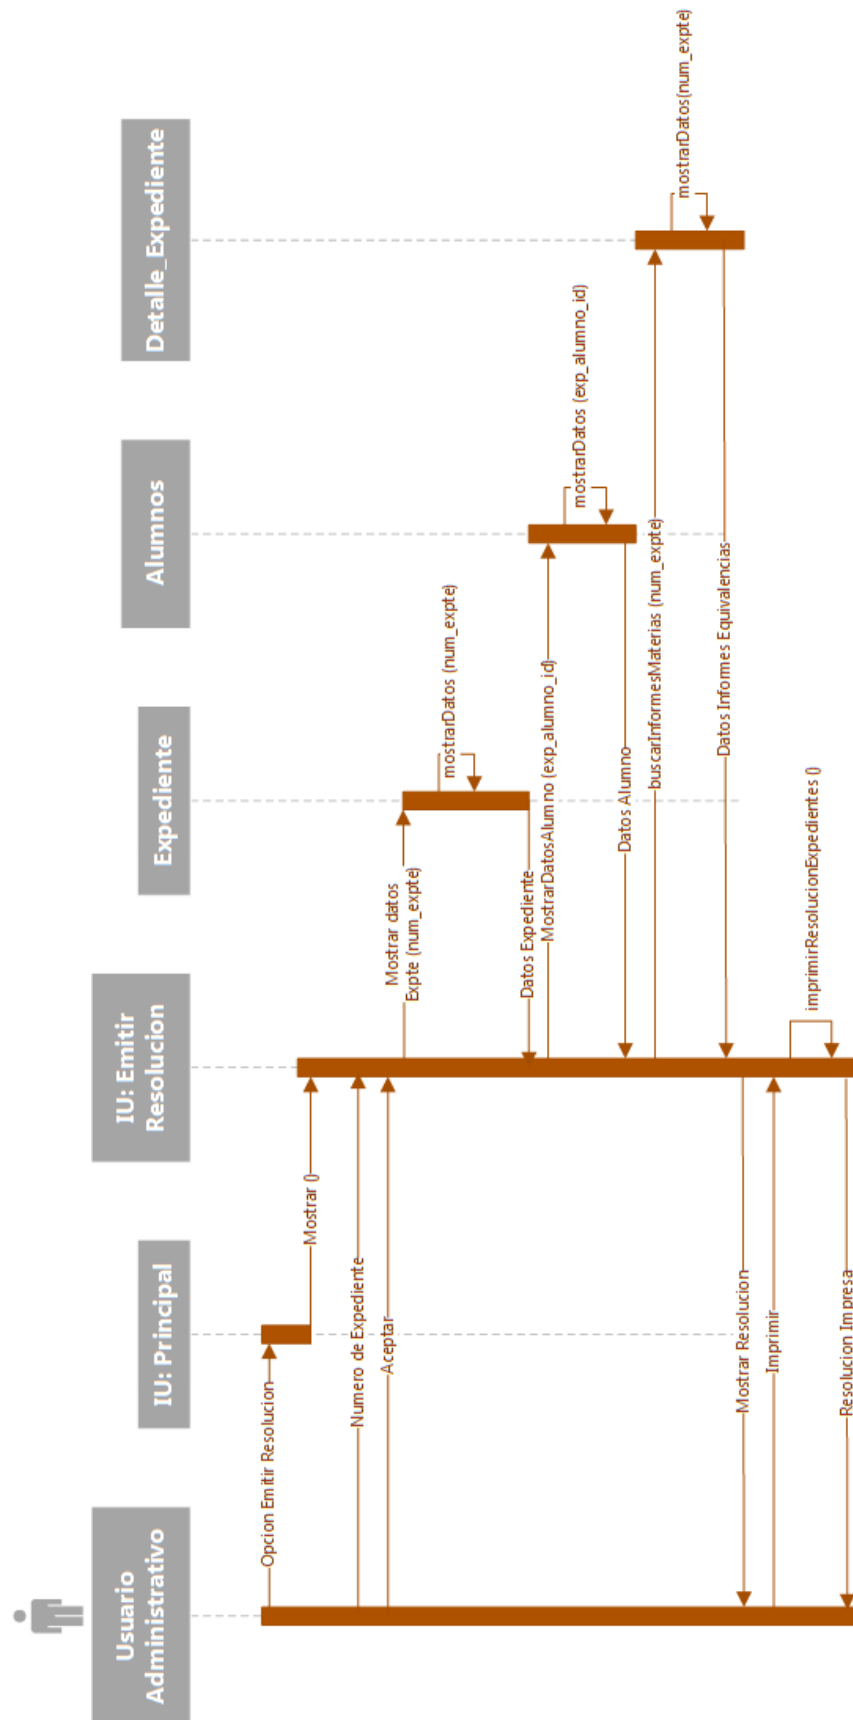 Usuario
Administrativo
IU: Principal
IU: Emitir
Resolucion
Expediente
Alumnos
Detalle_Expediente
Opcion Emitir Resolucion
Mostrar ()
Numero de Expediente
Aceptar
Mostrar datos
Expte (num_expte)
mostrarDatos (num_expte)
Datos Expediente
MostrarDatosAlumno (exp_alumno_id)
mostrarDatos (exp_alumno_id)
Datos Alumno
buscarInformesMaterias (num_expte)
mostrarDatos(num_expte)
Datos Informes Equivalencias
Mostrar Resolucion
Imprimir
imprimirResolucionExpedientes ()
Resolucion Impresa